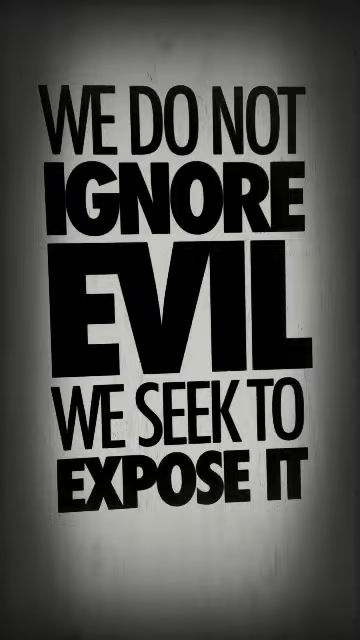 WE DO NOT
IGNORE
EVIL
WE SEEK TO
EXPOSE IT